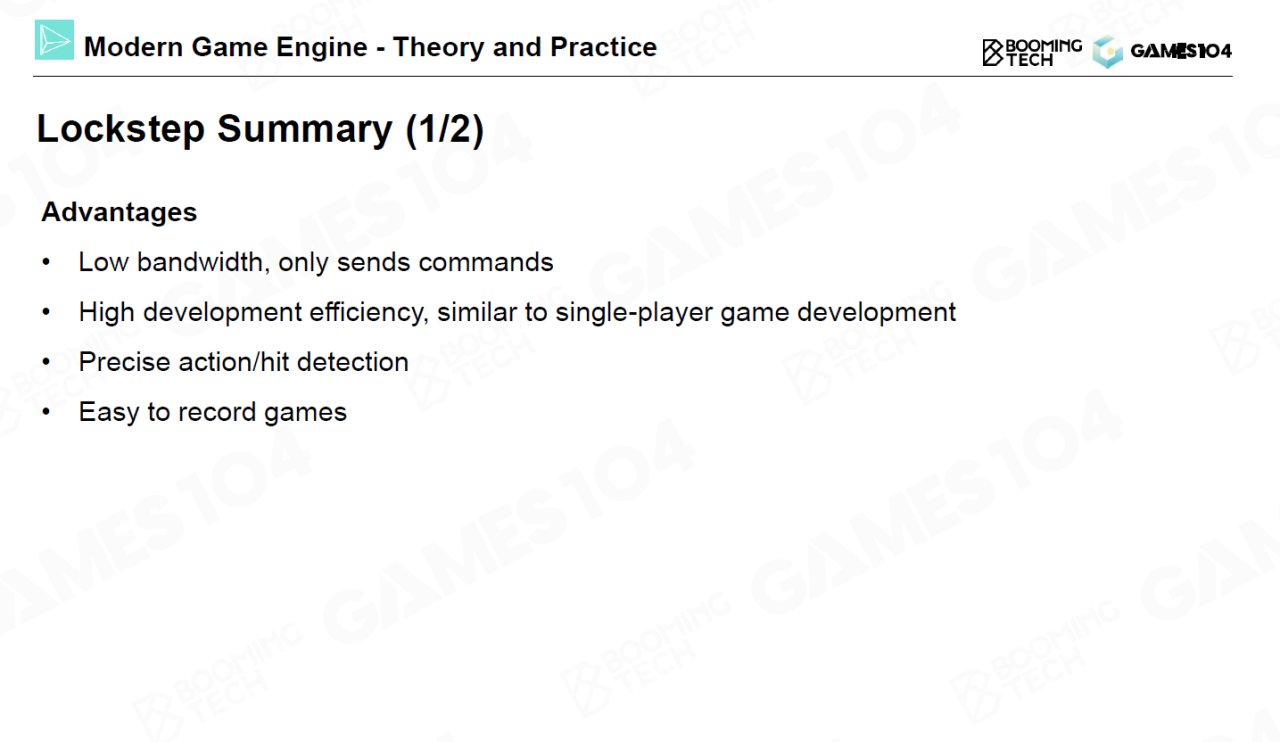 Modern Game Engine - Theory and Practice
BOOMING
TECH
GAMES104
Lockstep Summary (1/2)
Advantages
• Low bandwidth, only sends commands
• High development efficiency, similar to single-player game development
• Precise action/hit detection
• Easy to record games